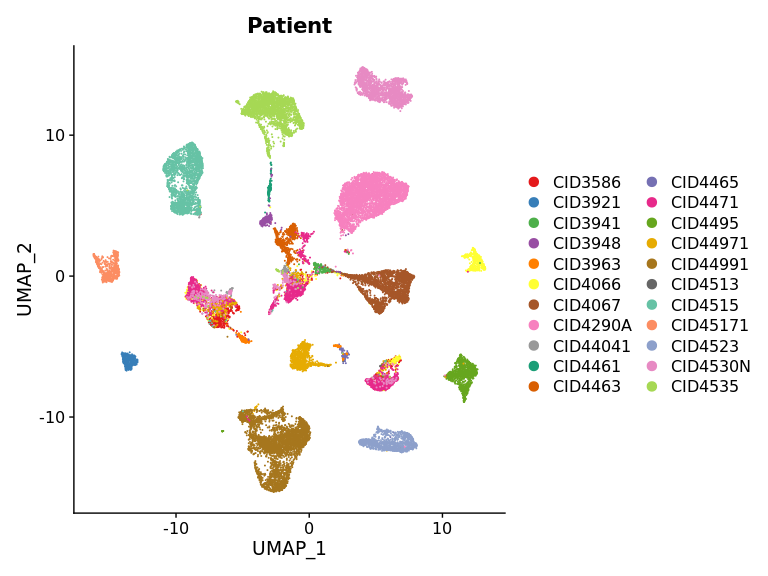 Patient
10
0
-10
UMAP_2
-10
0
10
UMAP_1
CID3586
CID3921
CID3941
CID3948
CID3963
CID4066
CID4067
CID4290A
CID44041
CID4461
CID4463
CID4465
CID4471
CID4495
CID44971
CID44991
CID4513
CID4515
CID45171
CID4523
CID4530N
CID4535